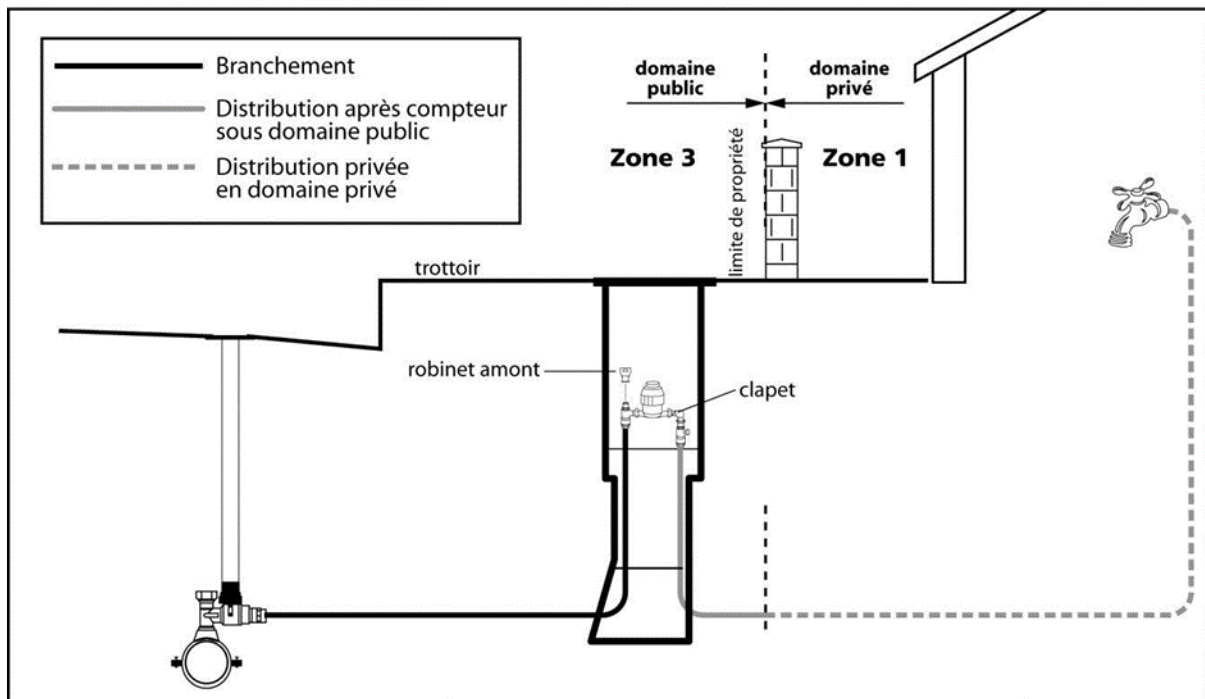 Branchement
Distribution après compteur
sous domaine public
Distribution privée
en domaine privé
domaine
public
domaine
privé
Zone 3
Zone 1
limite de propriété
trottoir
robinet amont
clapet